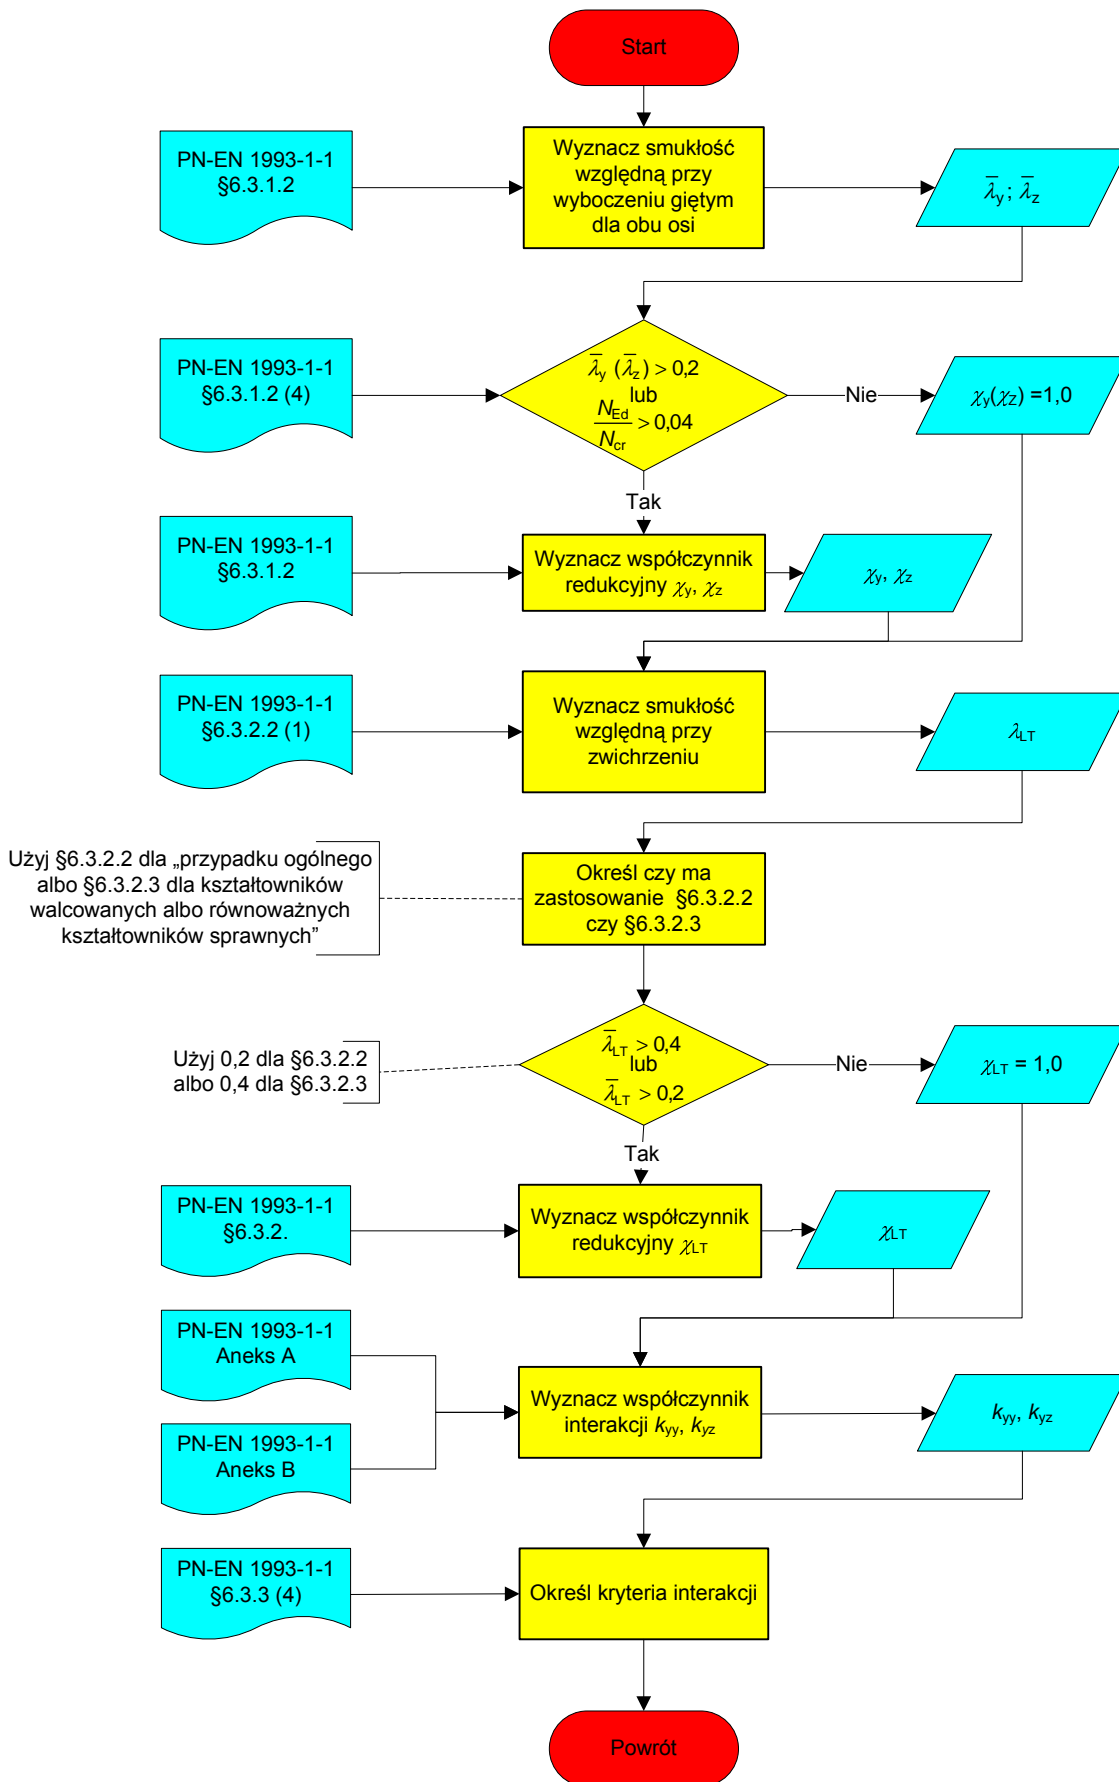 Start
PN-EN 1993-1-1
§6.3.1.2
Wyznacz smukłość
względną przy
wyboczeniu giętym
dla obu osi
λ̅y ; λ̅z
PN-EN 1993-1-1
§6.3.1.2 (4)
λ̅y (λ̅z) > 0,2
lub
NEd
Ncr
> 0,04
Nie
χy(χz) =1,0
Tak
PN-EN 1993-1-1
§6.3.1.2
Wyznacz współczynnik
redukcyjny χy, χz
χy, χz
PN-EN 1993-1-1
§6.3.2.2 (1)
Wyznacz smukłość
względną przy
zwichrzeniu
λLT
Użyj §6.3.2.2 dla „przypadku ogólnego
albo §6.3.2.3 dla kształtowników
walcowanych albo równoważnych
kształtowników sprawnych”
Określ czy ma
zastosowanie §6.3.2.2
czy §6.3.2.3
Użyj 0,2 dla §6.3.2.2
albo 0,4 dla §6.3.2.3
λ̅LT > 0,4
lub
λ̅LT > 0,2
Nie
χLT = 1,0
Tak
PN-EN 1993-1-1
§6.3.2.
Wyznacz współczynnik
redukcyjny χLT
χLT
PN-EN 1993-1-1
Aneks A
PN-EN 1993-1-1
Aneks B
Wyznacz współczynnik
interakcji kyy, kyz
kyy, kyz
PN-EN 1993-1-1
§6.3.3 (4)
Określ kryteria interakcji
Powrót